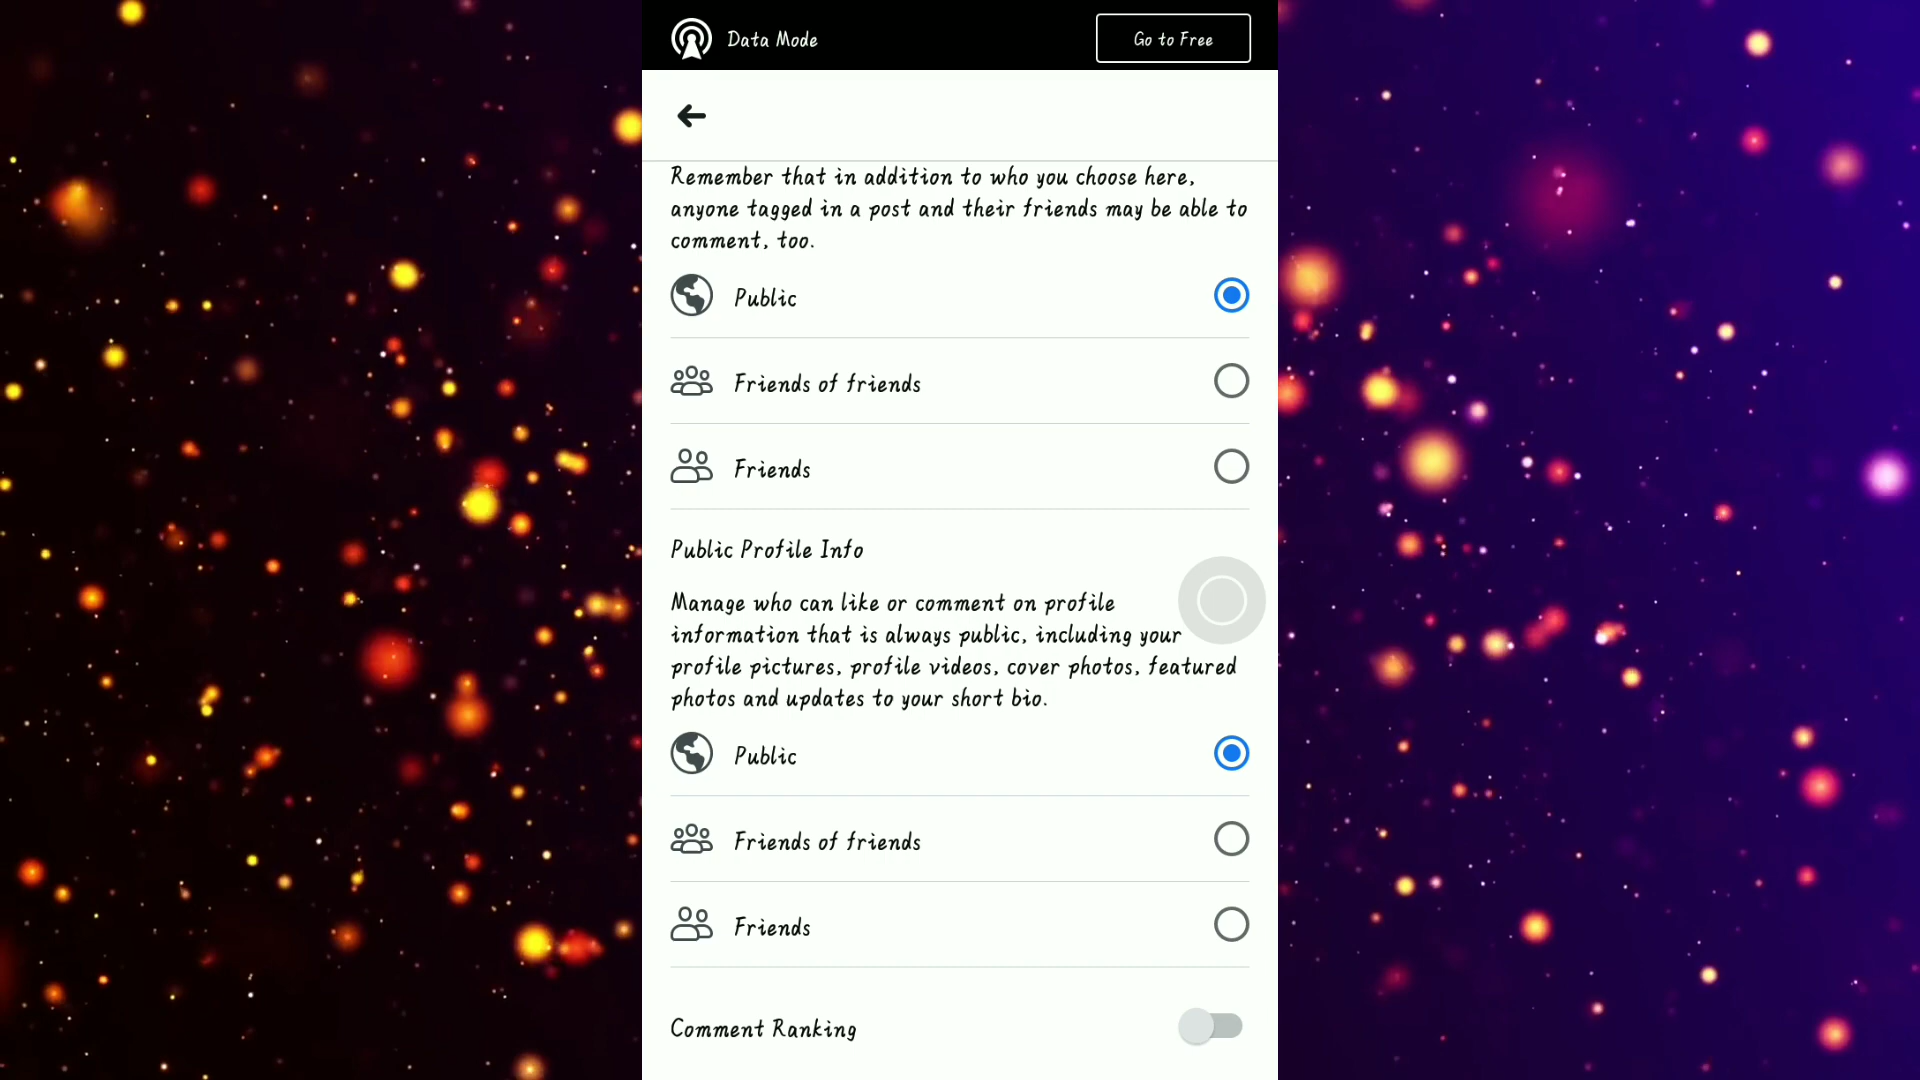 Data Mode
Go to Free
Remember that in addition to who you choose here,
anyone tagged in a post and their friends may be able to
comment, too.
Public
Friends of friends
Friends
Public Profile Info
Manage who can like or comment on profile
information that is always public, including your
profile pictures, profile videos, cover photos, featured
photos and updates to your short bio.
Public
Friends of friends
Friends
Comment Ranking